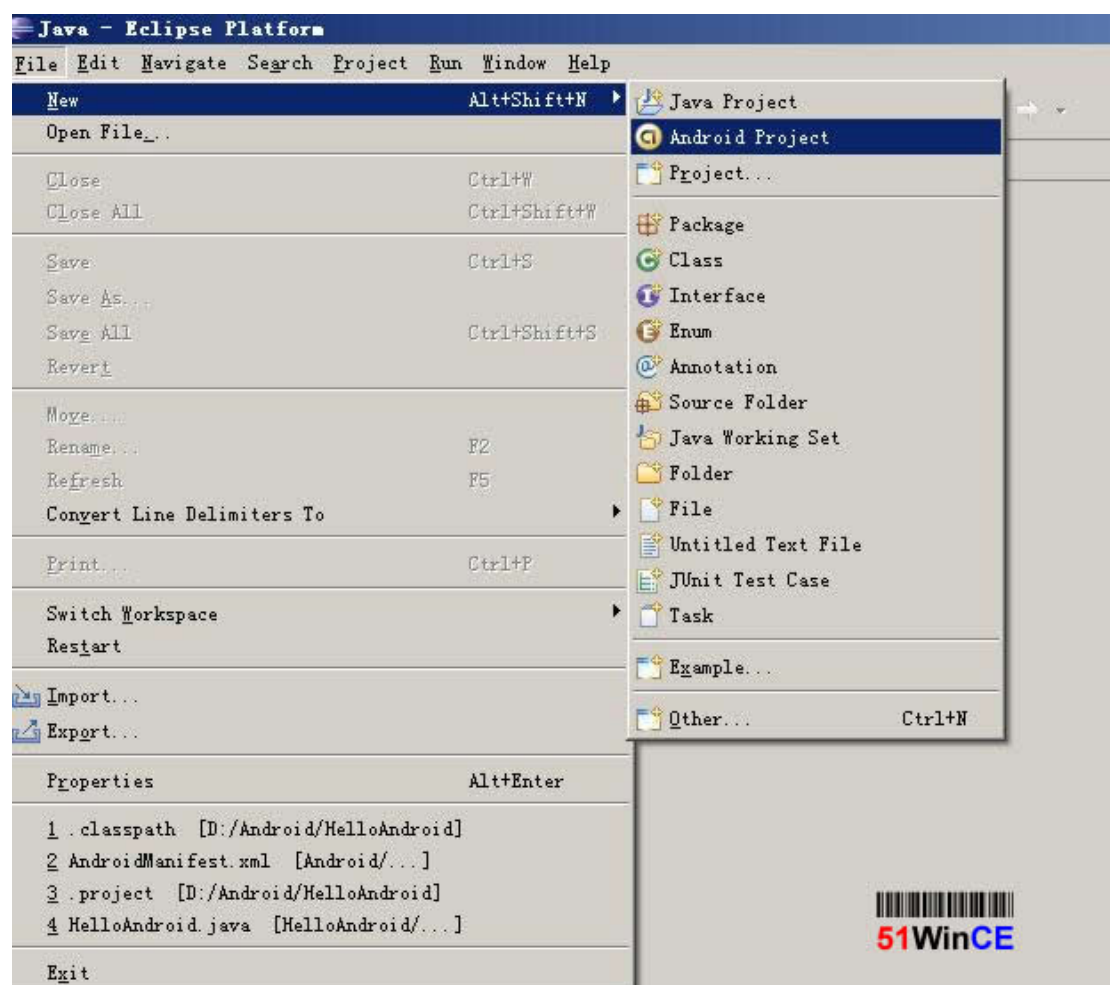 Java - Eclipse Platform
File Edit Navigate Search Project Run Window Help
New Alt+Shift+N
Open File...
Close Ctrl+W
Close All Ctrl+Shift+W
Save Ctrl+S
Save As...
Save All Ctrl+Shift+S
Revert
Move...
Rename... F2
Refresh F5
Convert Line Delimiters To
Print... Ctrl+P
Switch Workspace
Restart
Import...
Export...
Properties Alt+Enter
1 .classpath [D:/Android/HelloAndroid]
2 AndroidManifest.xml [Android/...]
3 .project [D:/Android/HelloAndroid]
4 HelloAndroid.java [HelloAndroid/...]
Exit
Java Project
Android Project
Project...
Package
Class
Interface
Enum
Annotation
Source Folder
Java Working Set
Folder
File
Untitled Text File
JUnit Test Case
Task
Example...
Other... Ctrl+N
51WinCE